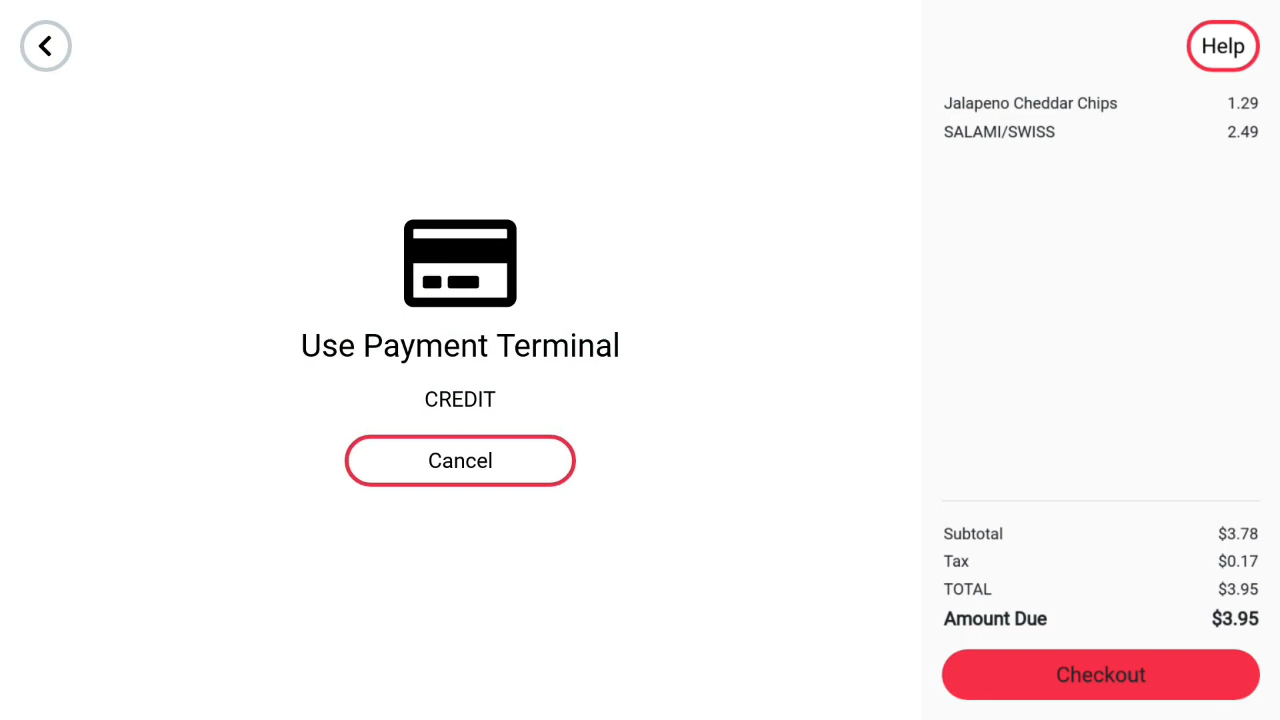 Use Payment Terminal
CREDIT
Cancel
Help
Jalapeno Cheddar Chips 1.29
SALAMI/SWISS 2.49
Subtotal $3.78
Tax $0.17
TOTAL $3.95
Amount Due $3.95
Checkout